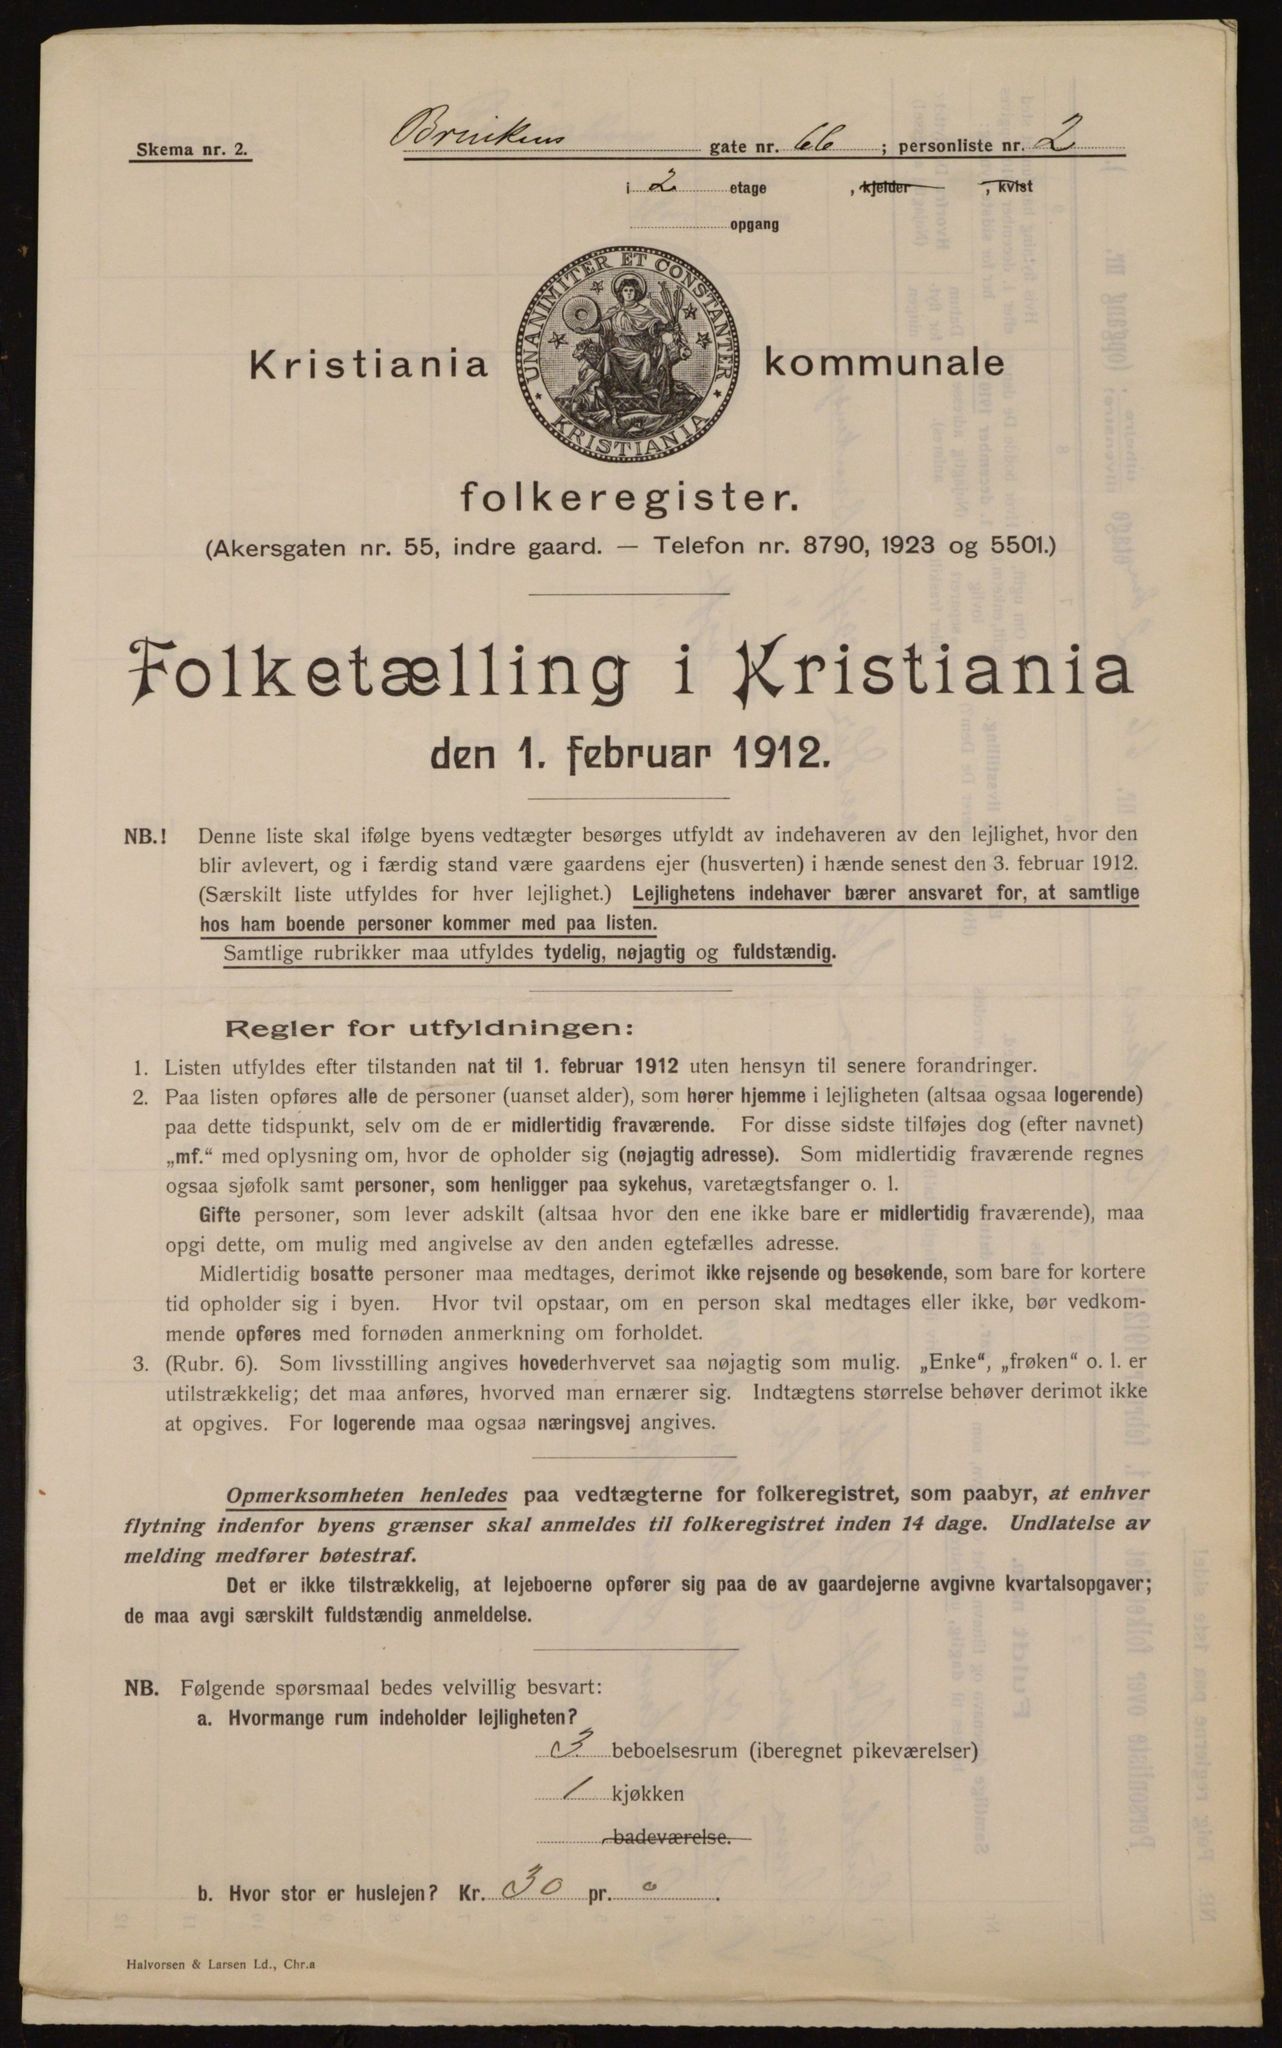 Skema nr. 2.
Brinkens gate nr. 66 ; personliste nr. 2
i 2 etage , kjelder , kvist
opgang
UNANIMITER ET CONSTANTER
KRISTIANIA
Kristiania kommunale
folkeregister.
(Akersgaten nr. 55, indre gaard. — Telefon nr. 8790, 1923 og 5501.)
Folketælling i Kristiania
den 1. februar 1912.
NB.! Denne liste skal ifølge byens vedtægter besørges utfyldt av indehaveren av den lejlighet, hvor den
blir avlevert, og i færdig stand være gaardens ejer (husverten) i hænde senest den 3. februar 1912.
(Særskilt liste utfyldes for hver lejlighet.) Lejlighetens indehaver bærer ansvaret for, at samtlige
hos ham boende personer kommer med paa listen.
Samtlige rubrikker maa utfyldes tydelig, nøjagtig og fuldstændig.
Regler for utfyldningen:
1. Listen utfyldes efter tilstanden nat til 1. februar 1912 uten hensyn til senere forandringer.
2. Paa listen opføres alle de personer (uanset alder), som hører hjemme i lejligheten (altsaa ogsaa logerende)
paa dette tidspunkt, selv om de er midlertidig fraværende. For disse sidste tilføjes dog (efter navnet)
„mf.“ med oplysning om, hvor de opholder sig (nøjagtig adresse). Som midlertidig fraværende regnes
ogsaa sjøfolk samt personer, som henligger paa sykehus, varetægtsfanger o. l.
Gifte personer, som lever adskilt (altsaa hvor den ene ikke bare er midlertidig fraværende), maa
opgi dette, om mulig med angivelse av den anden egtefælles adresse.
Midlertidig bosatte personer maa medtages, derimot ikke rejsende og besøkende, som bare for kortere
tid opholder sig i byen. Hvor tvil opstaar, om en person skal medtages eller ikke, bør vedkom-
mende opføres med fornøden anmerkning om forholdet.
3. (Rubr. 6). Som livsstilling angives hovederhvervet saa nøjagtig som mulig. „Enke“, „frøken“ o. l. er
utilstrækkelig; det maa anføres, hvorved man ernærer sig. Indtægtens størrelse behøver derimot ikke
at opgives. For logerende maa ogsaa næringsvej angives.
Opmerksomheten henledes paa vedtægterne for folkeregistret, som paabyr, at enhver
flytning indenfor byens grænser skal anmeldes til folkeregistret inden 14 dage. Undlatelse av
melding medfører bøtestraf.
Det er ikke tilstrækkelig, at lejeboerne opfører sig paa de av gaardejerne avgivne kvartalsopgaver;
de maa avgi særskilt fuldstændig anmeldelse.
NB. Følgende spørsmaal bedes velvillig besvart:
a. Hvormange rum indeholder lejligheten?
3 beboelsesrum (iberegnet pikeværelser)
1 kjøkken
badeværelse.
b. Hvor stor er huslejen? Kr. 30 pr. o .
Halvorsen & Larsen Ld., Chr.a